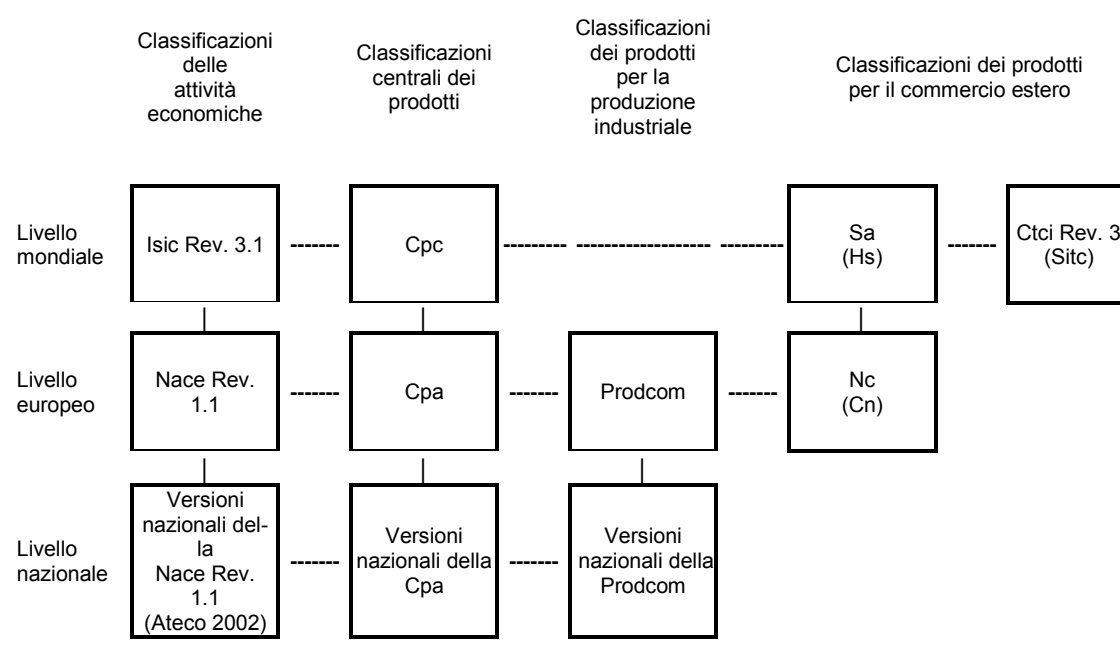 Classificazioni
delle
attività
economiche
Classificazioni
centrali dei
prodotti
Classificazioni
dei prodotti
per la
produzione
industriale
Classificazioni dei prodotti
per il commercio estero
Livello
mondiale
Isic Rev. 3.1
Cpc
Sa
(Hs)
Ctci Rev. 3
(Sitc)
Livello
europeo
Nace Rev.
1.1
Cpa
Prodcom
Nc
(Cn)
Livello
nazionale
Versioni
nazionali del-
la
Nace Rev.
1.1
(Ateco 2002)
Versioni
nazionali della
Cpa
Versioni
nazionali della
Prodcom